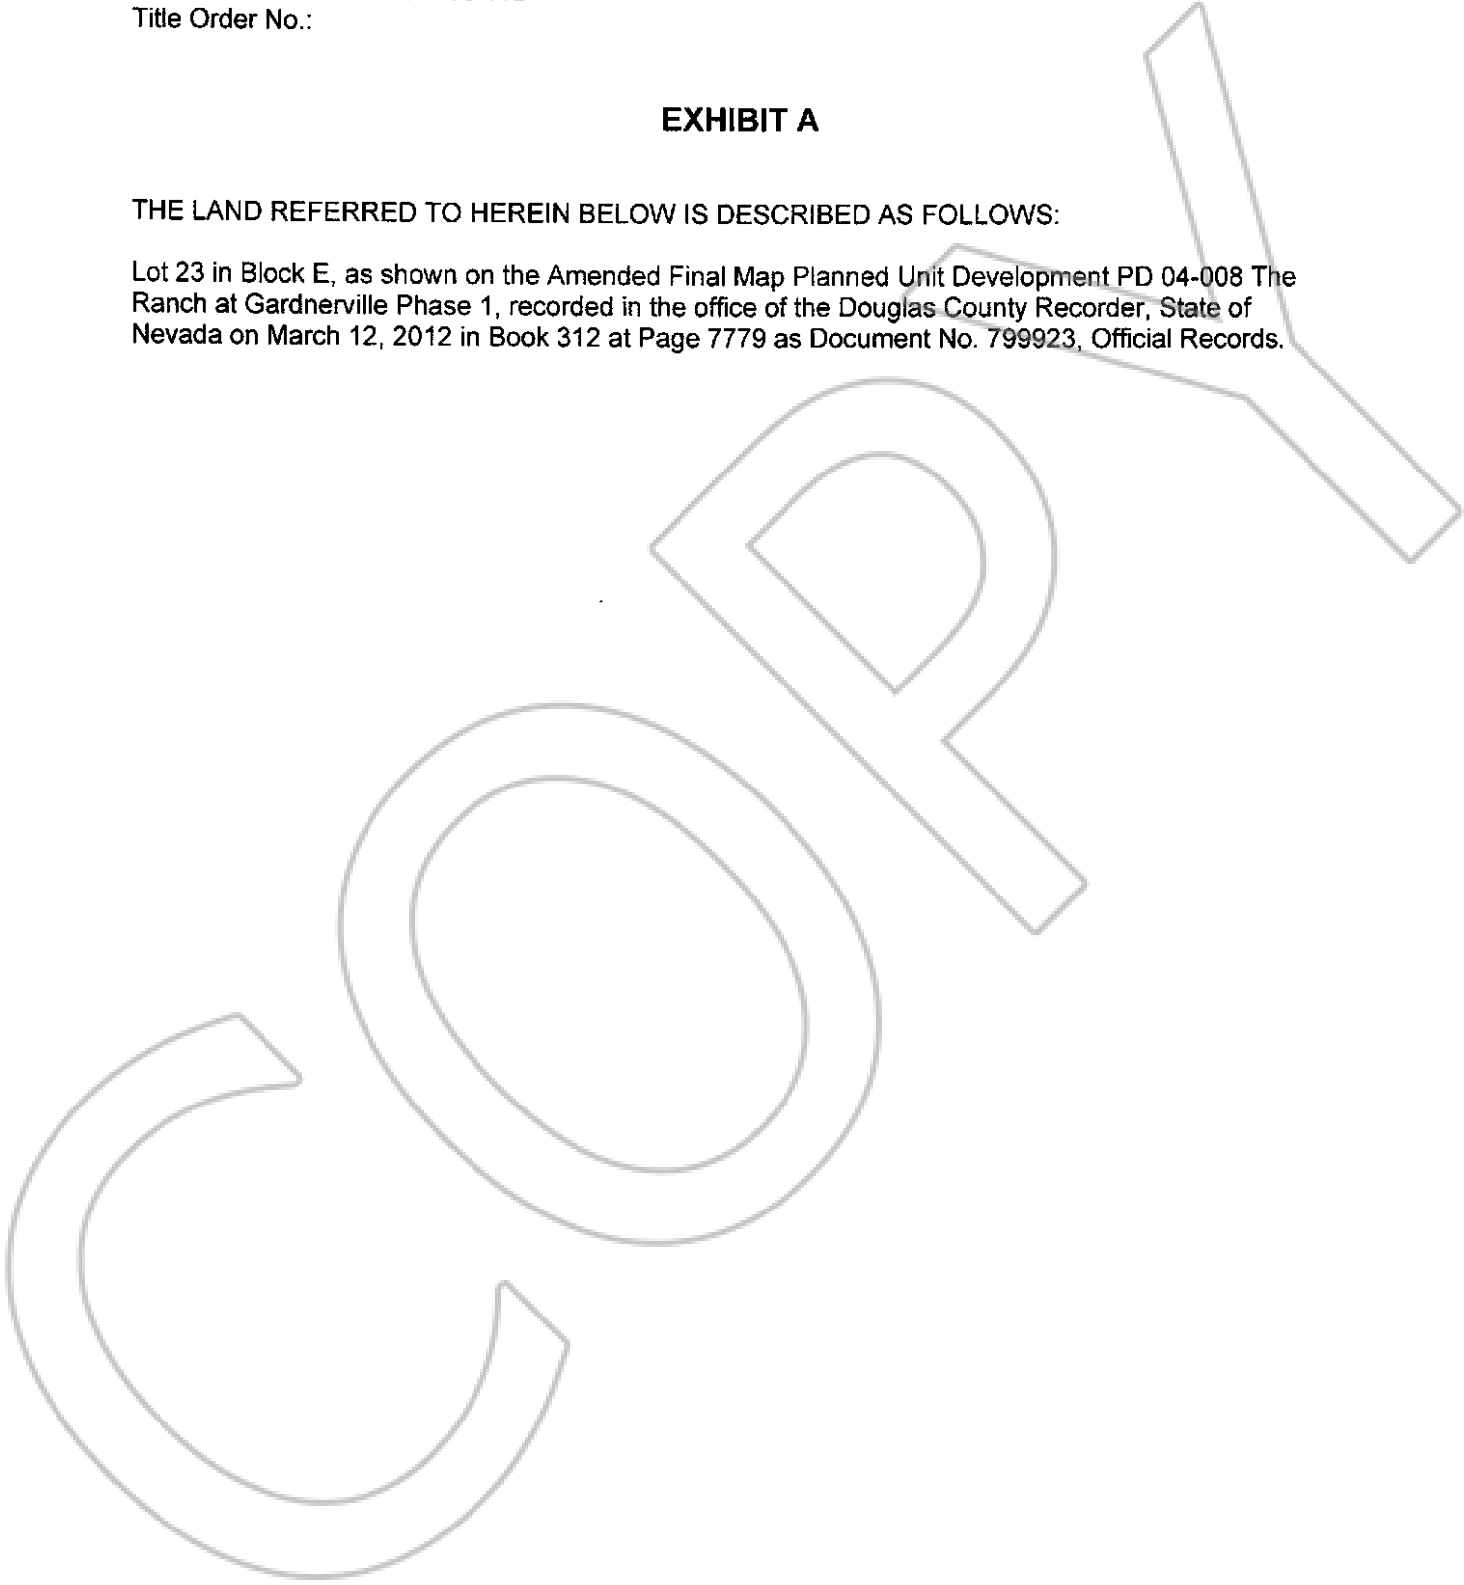 Title Order No.:
EXHIBIT A
THE LAND REFERRED TO HEREIN BELOW IS DESCRIBED AS FOLLOWS:
Lot 23 in Block E, as shown on the Amended Final Map Planned Unit Development PD 04-008 The
Ranch at Gardnerville Phase 1, recorded in the office of the Douglas County Recorder, State of
Nevada on March 12, 2012 in Book 312 at Page 7779 as Document No. 799923, Official Records.
COPY